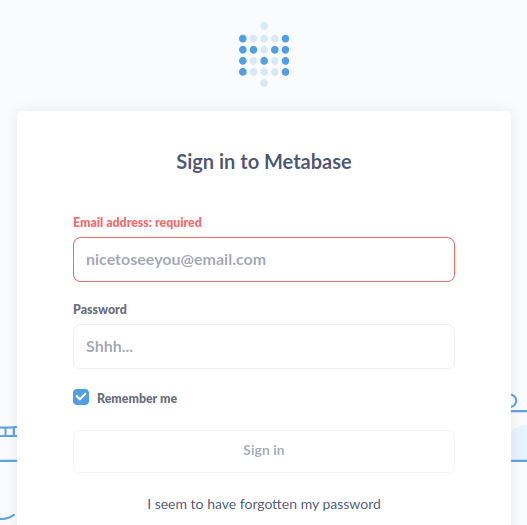 Sign in to Metabase
Email address: required
nicetoseeyou@email.com
Password
Shhh...
Remember me
Sign in
I seem to have forgotten my password